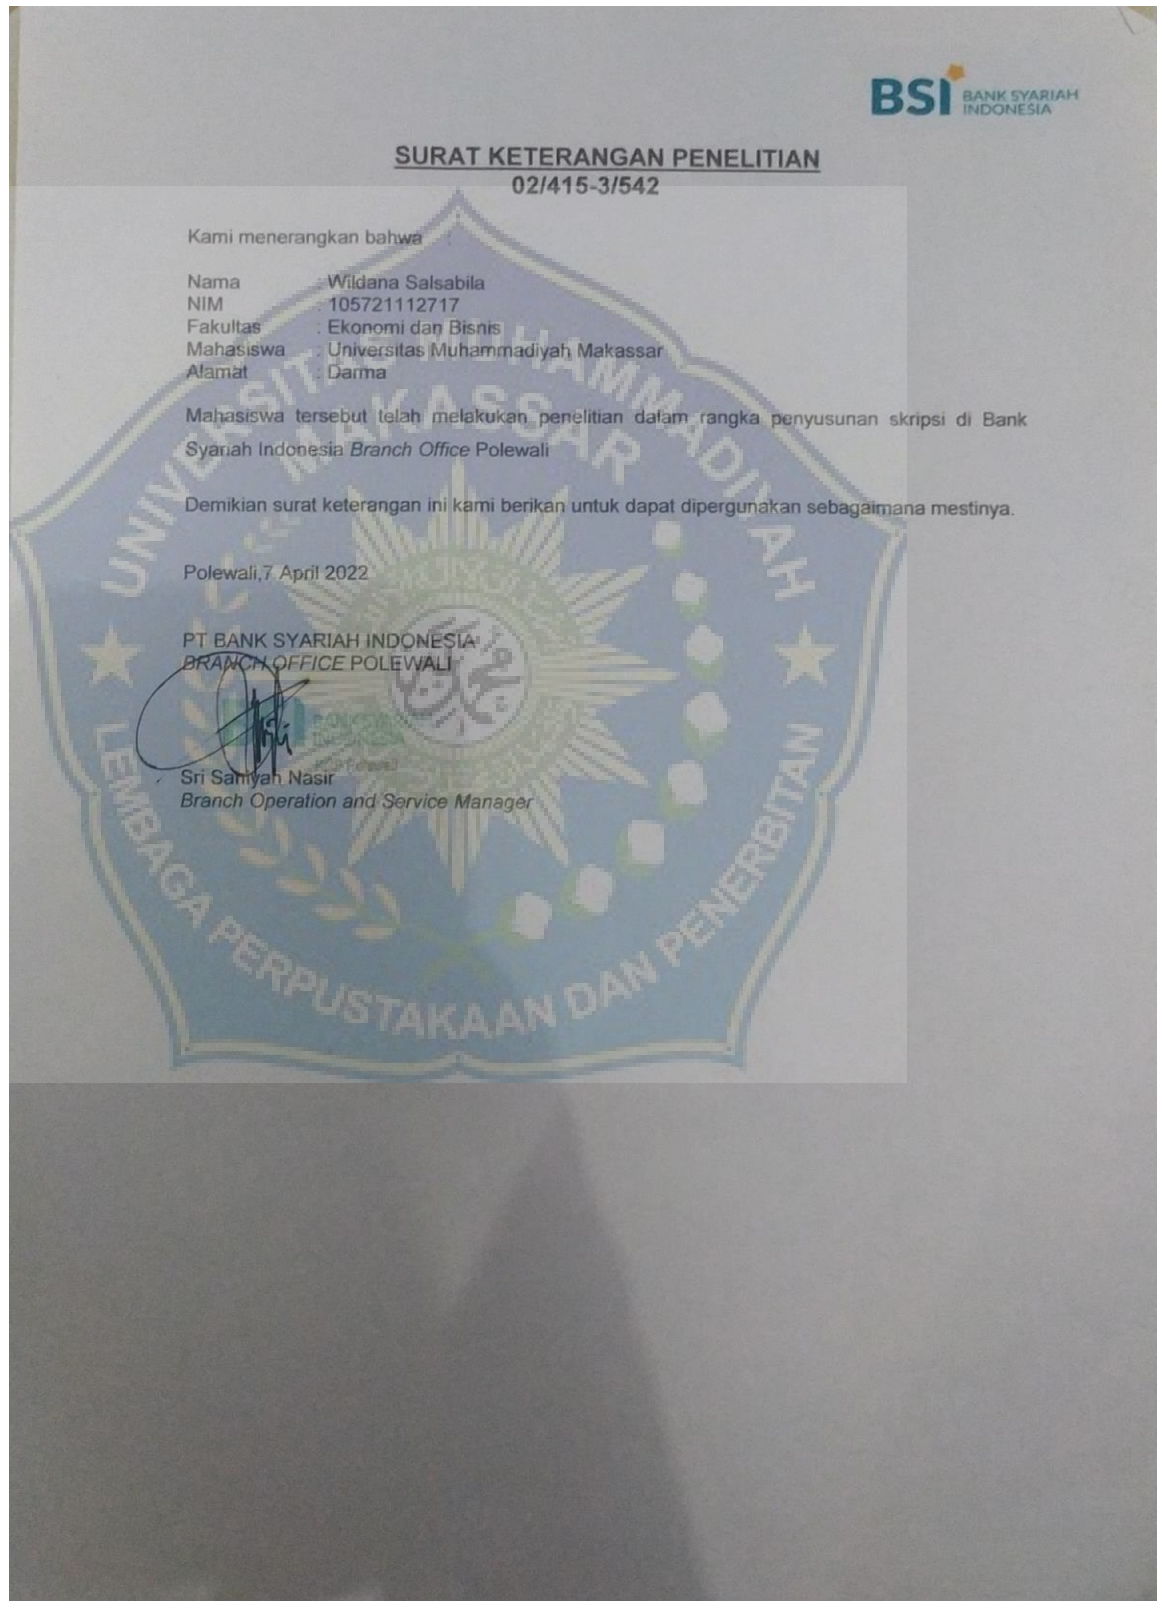 BSI BANK SYARIAH
INDONESIA
SURAT KETERANGAN PENELITIAN
02/415-3/542
Kami menerangkan bahwa :
Nama : Wildana Salsabila
NIM : 105721112717
Fakultas : Ekonomi dan Bisnis
Mahasiswa : Universitas Muhammadiyah Makassar
Alamat : Darma
Mahasiswa tersebut telah melakukan penelitian dalam rangka penyusunan skripsi di Bank
Syariah Indonesia Branch Office Polewali
Demikian surat keterangan ini kami berikan untuk dapat dipergunakan sebagaimana mestinya.
Polewali,7 April 2022
PT BANK SYARIAH INDONESIA
BRANCH OFFICE POLEWALI
BANK SYARIAH
INDONESIA
Sri Saniyah Nasir
Branch Operation and Service Manager
UNIVERSITAS MUHAMMADIYAH
MAKASSAR
LEMBAGA PERPUSTAKAAN DAN PENERBITAN